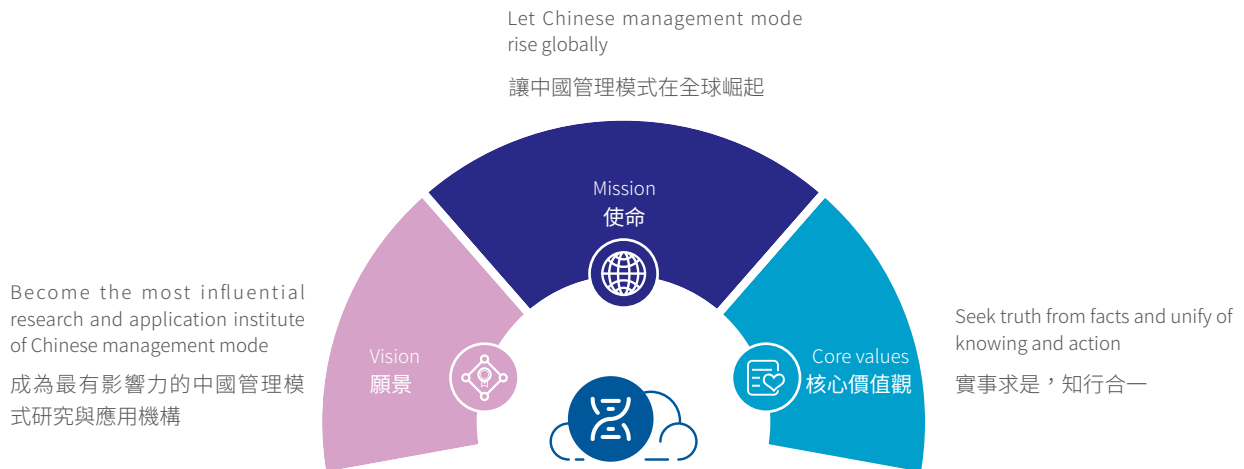 Let Chinese management mode
rise globally
讓中國管理模式在全球崛起
Mission
使命
Become the most influential
research and application institute
of Chinese management mode
成為最有影響力的中國管理模
式研究與應用機構
Vision
願景
Core values
核心價值觀
Seek truth from facts and unify of
knowing and action
實事求是，知行合一